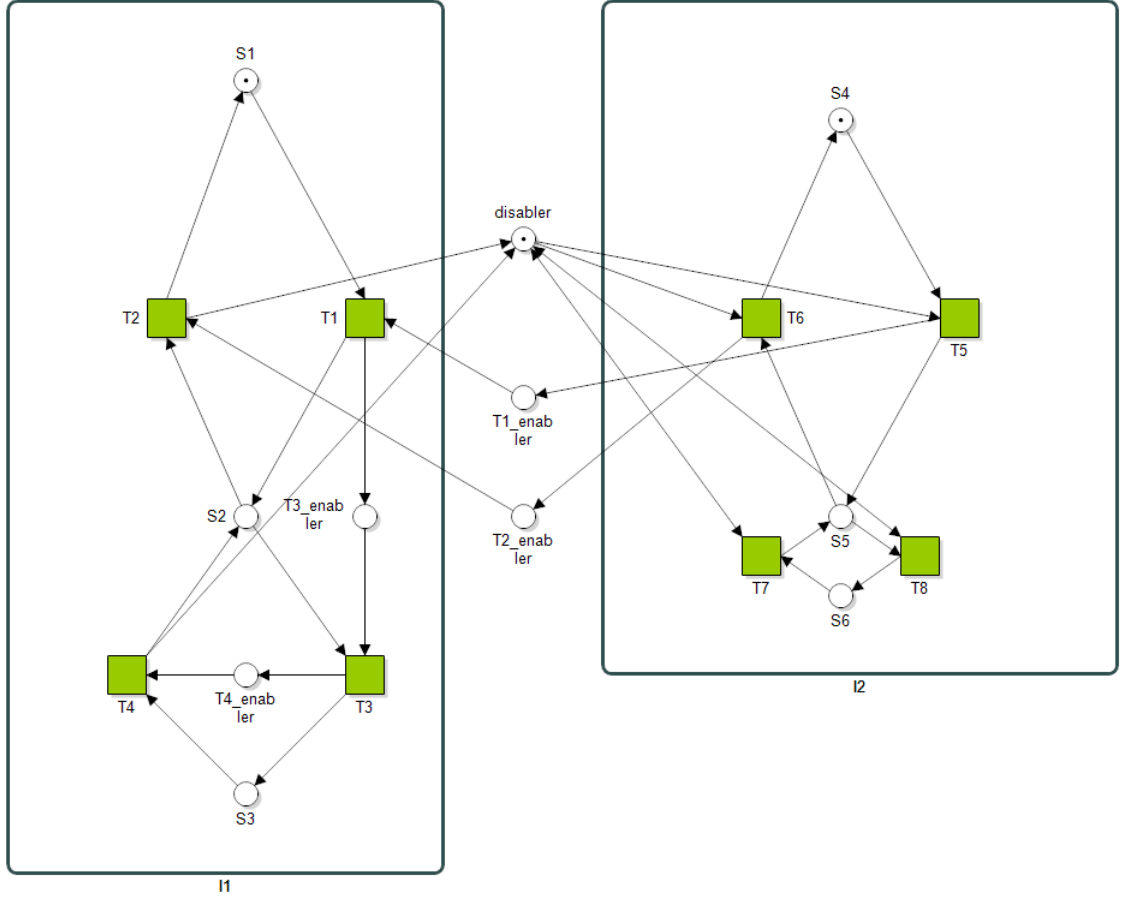 S1
S4
disabler
T2
T1
T6
T5
T1_enab
ler
S2
T3_enab
ler
T2_enab
ler
S5
T7
T8
S6
T4
T4_enab
ler
T3
I2
S3
I1